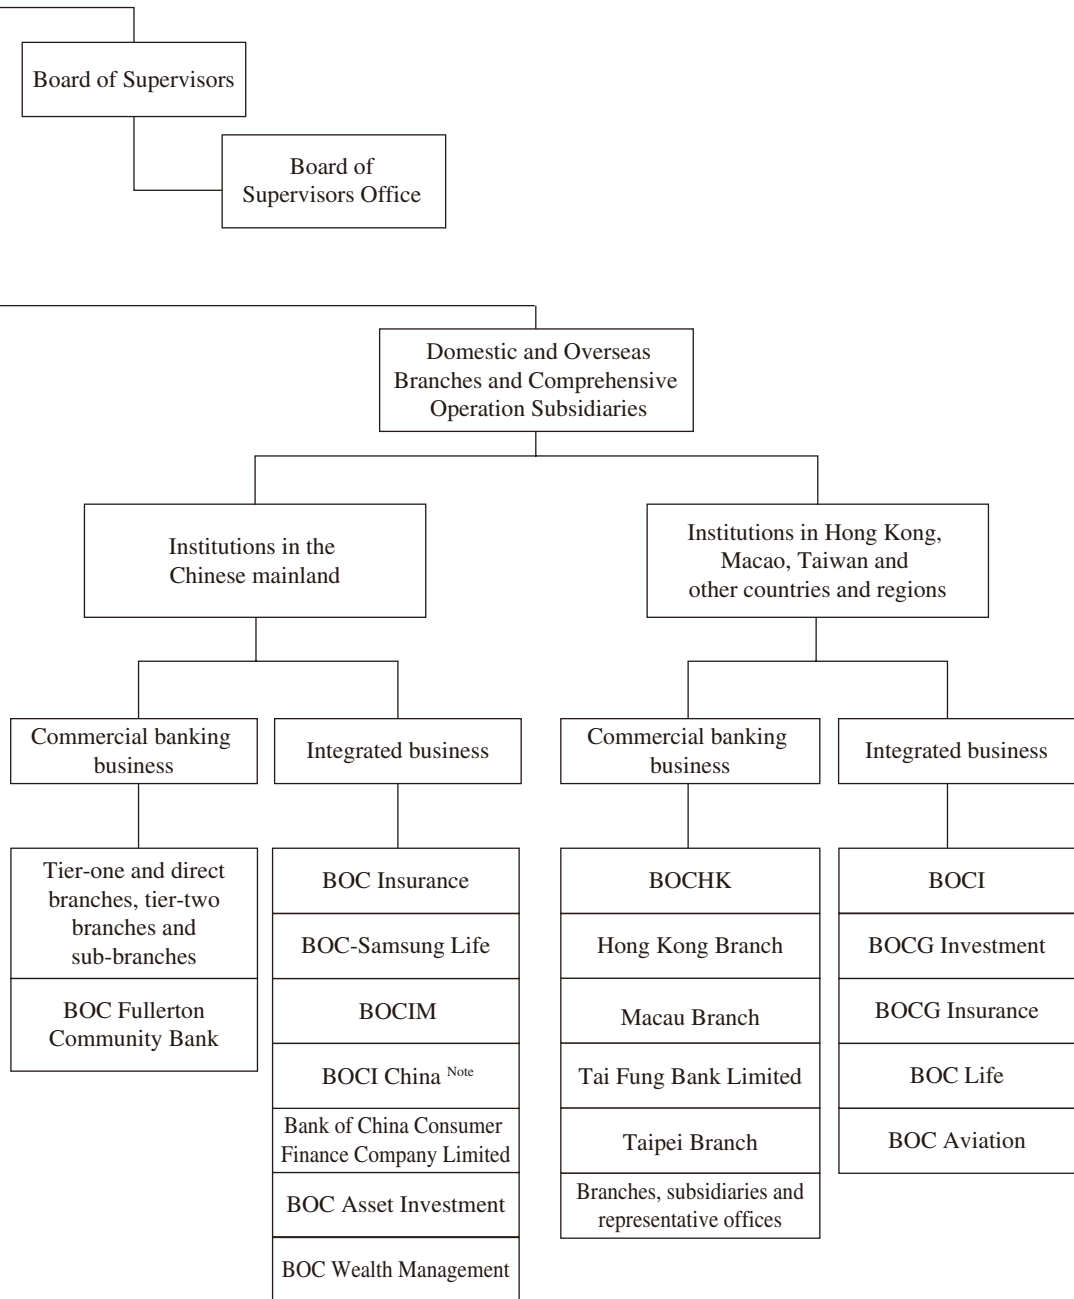 Board of Supervisors
Board of
Supervisors Office
Domestic and Overseas
Branches and Comprehensive
Operation Subsidiaries
Institutions in the
Chinese mainland
Institutions in Hong Kong,
Macao, Taiwan and
other countries and regions
Commercial banking
business
Integrated business
Commercial banking
business
Integrated business
Tier-one and direct
branches, tier-two
branches and
sub-branches
BOC Fullerton
Community Bank
BOC Insurance
BOC-Samsung Life
BOCIM
BOCI China Note
Bank of China Consumer
Finance Company Limited
BOC Asset Investment
BOC Wealth Management
BOCHK
Hong Kong Branch
Macau Branch
Tai Fung Bank Limited
Taipei Branch
Branches, subsidiaries and
representative offices
BOCI
BOCG Investment
BOCG Insurance
BOC Life
BOC Aviation